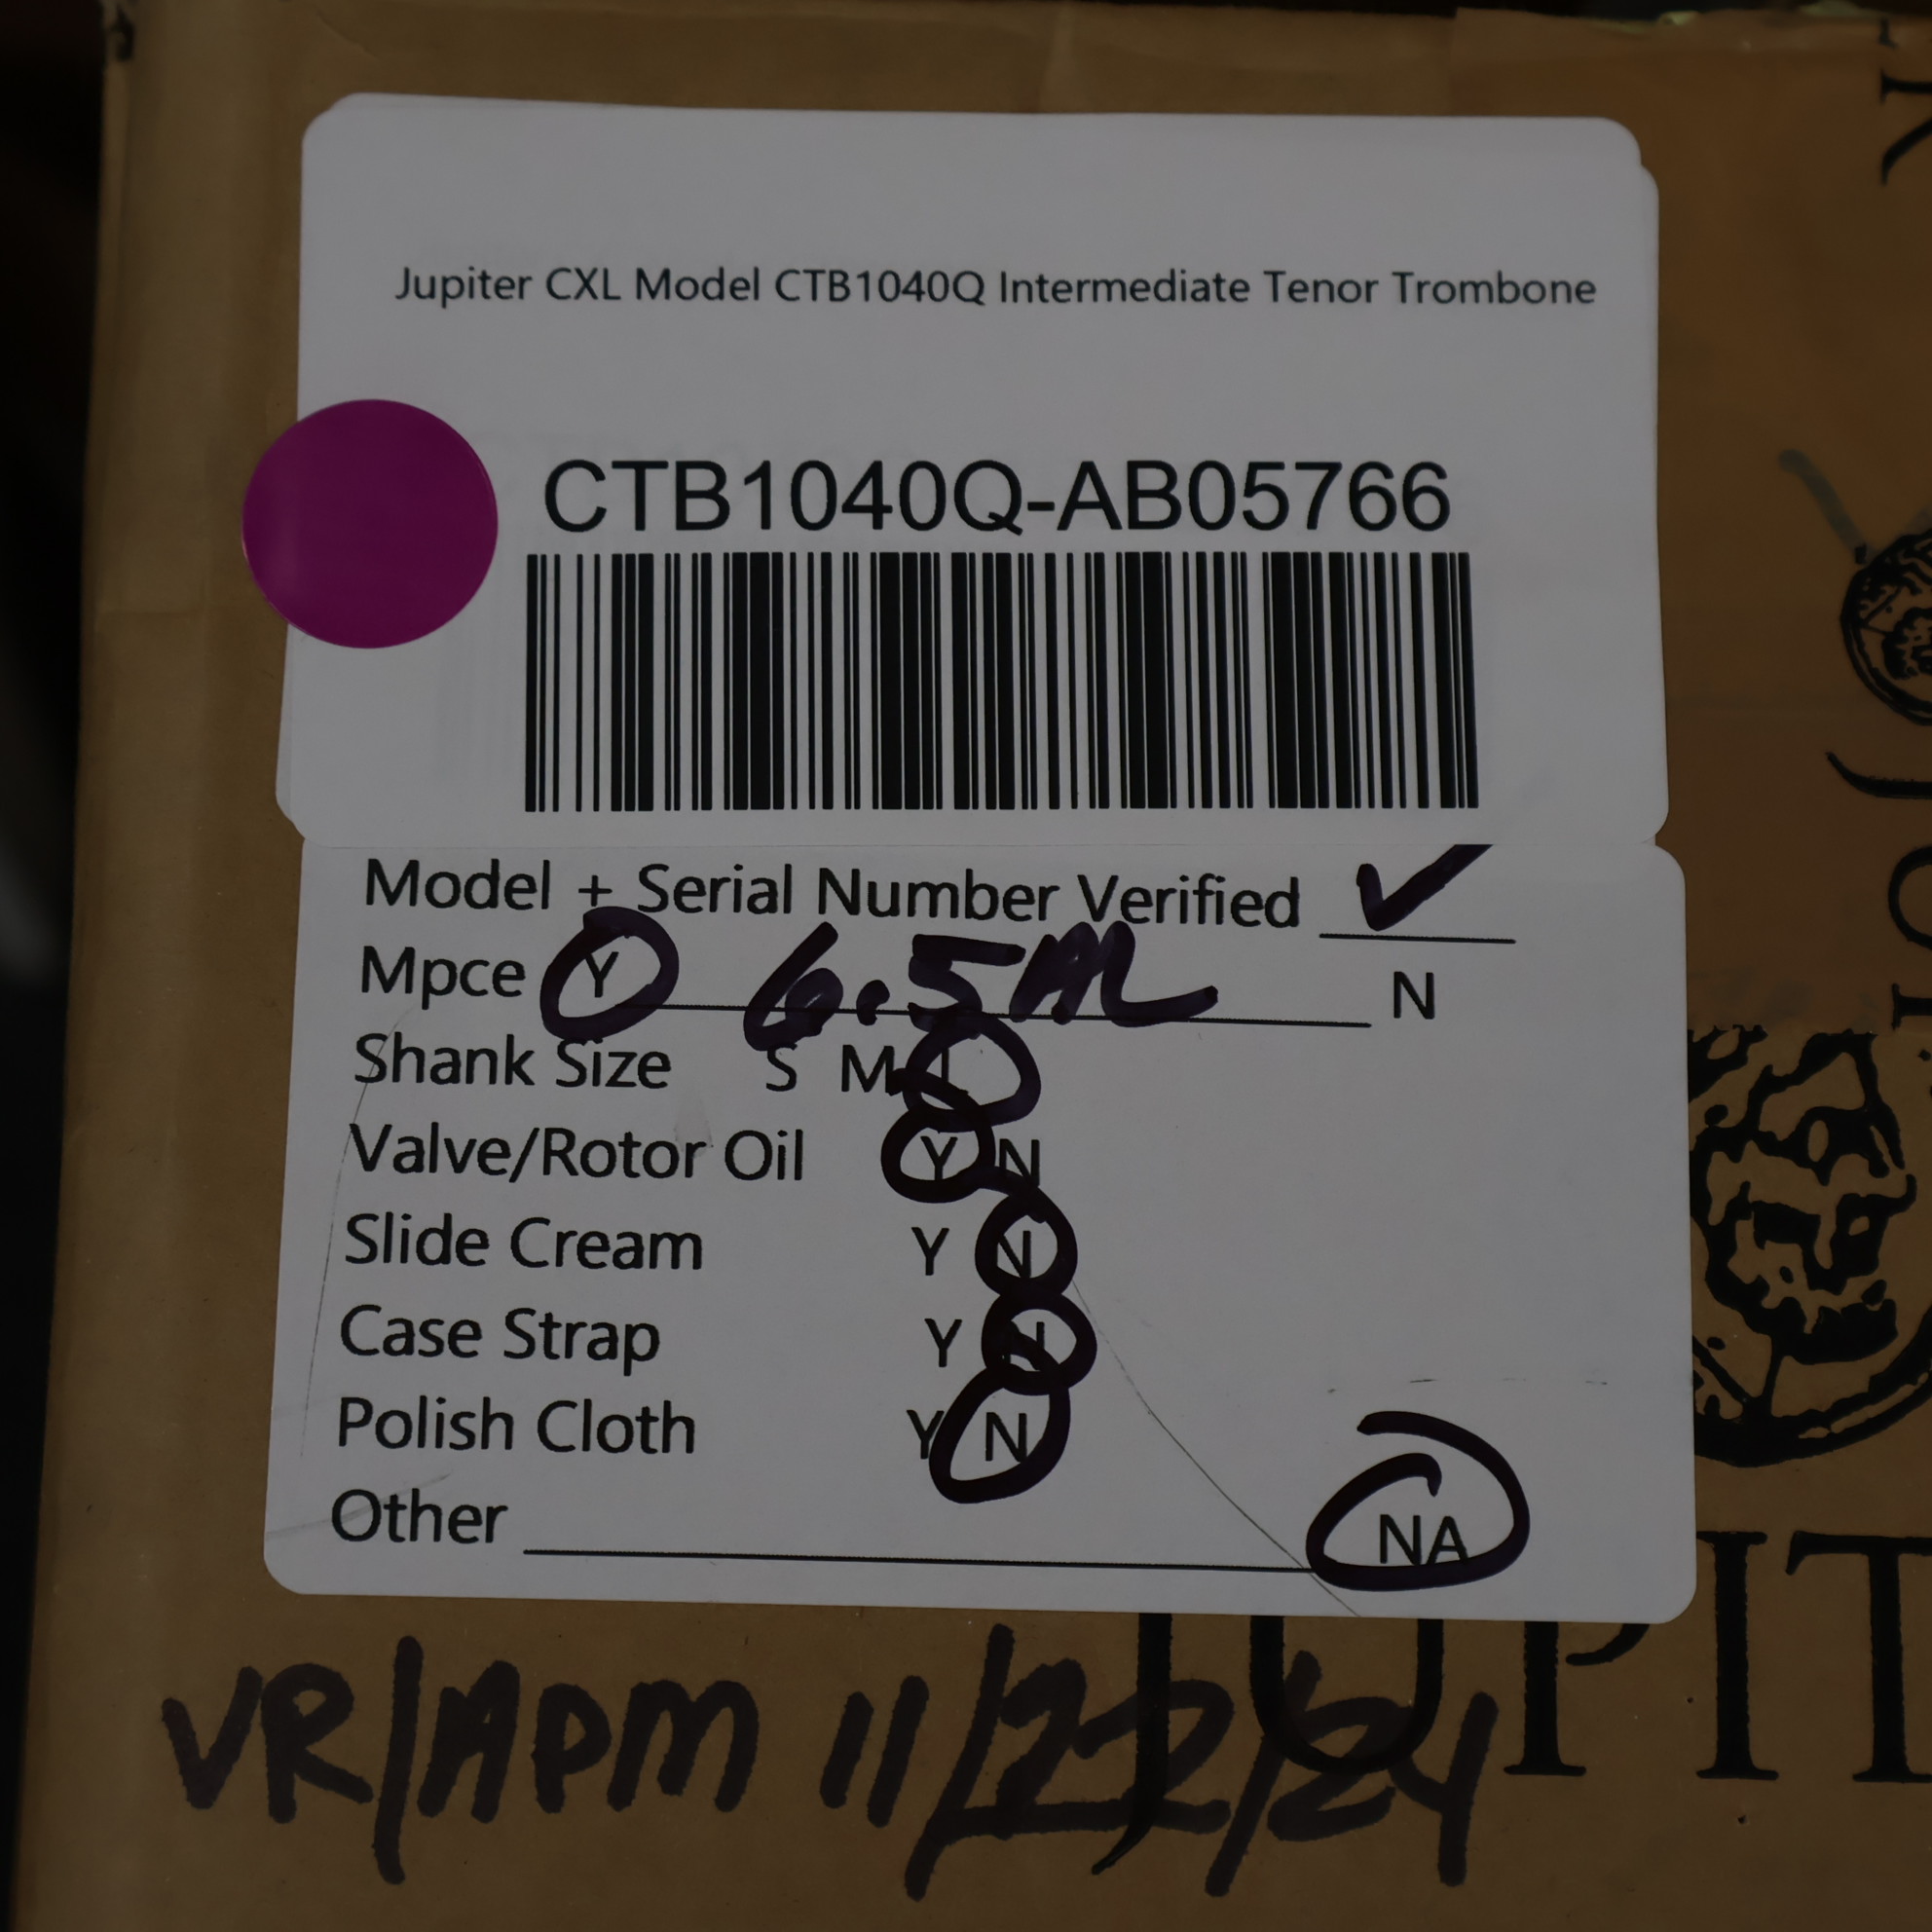 Jupiter CXL Model CTB1040Q Intermediate Tenor Trombone
CTB1040Q-AB05766
Model + Serial Number Verified ✓
Mpce Y 6.5AL N
Shank Size S M L
Valve/Rotor Oil Y N
Slide Cream Y N
Case Strap Y N
Polish Cloth Y N
Other NA
JUPIT
VR/APM 11/22/24